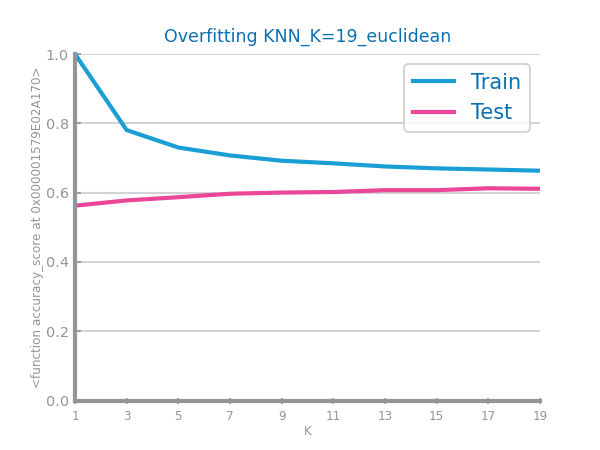 Overfitting KNN_K=19_euclidean
<function accuracy_score at 0x000001579E02A170>
1.0
0.8
0.6
0.4
0.2
0.0
Train
Test
1 3 5 7 9 11 13 15 17 19
K